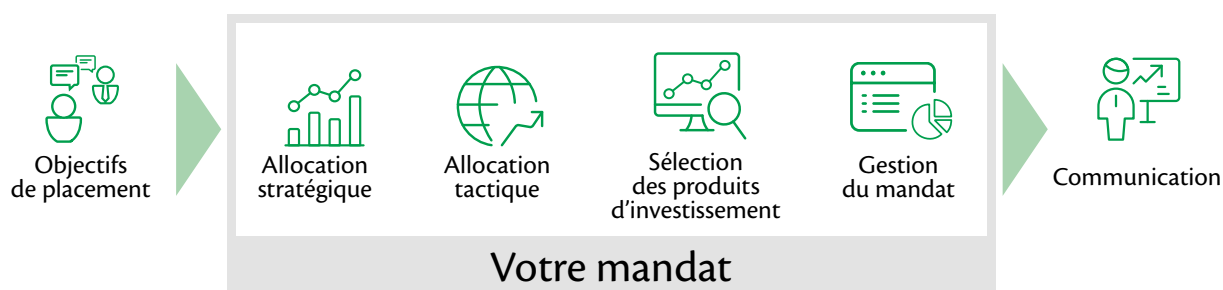 Objectifs
de placement
Allocation
stratégique
Allocation
tactique
Sélection
des produits
d’investissement
Gestion
du mandat
Communication
Votre mandat